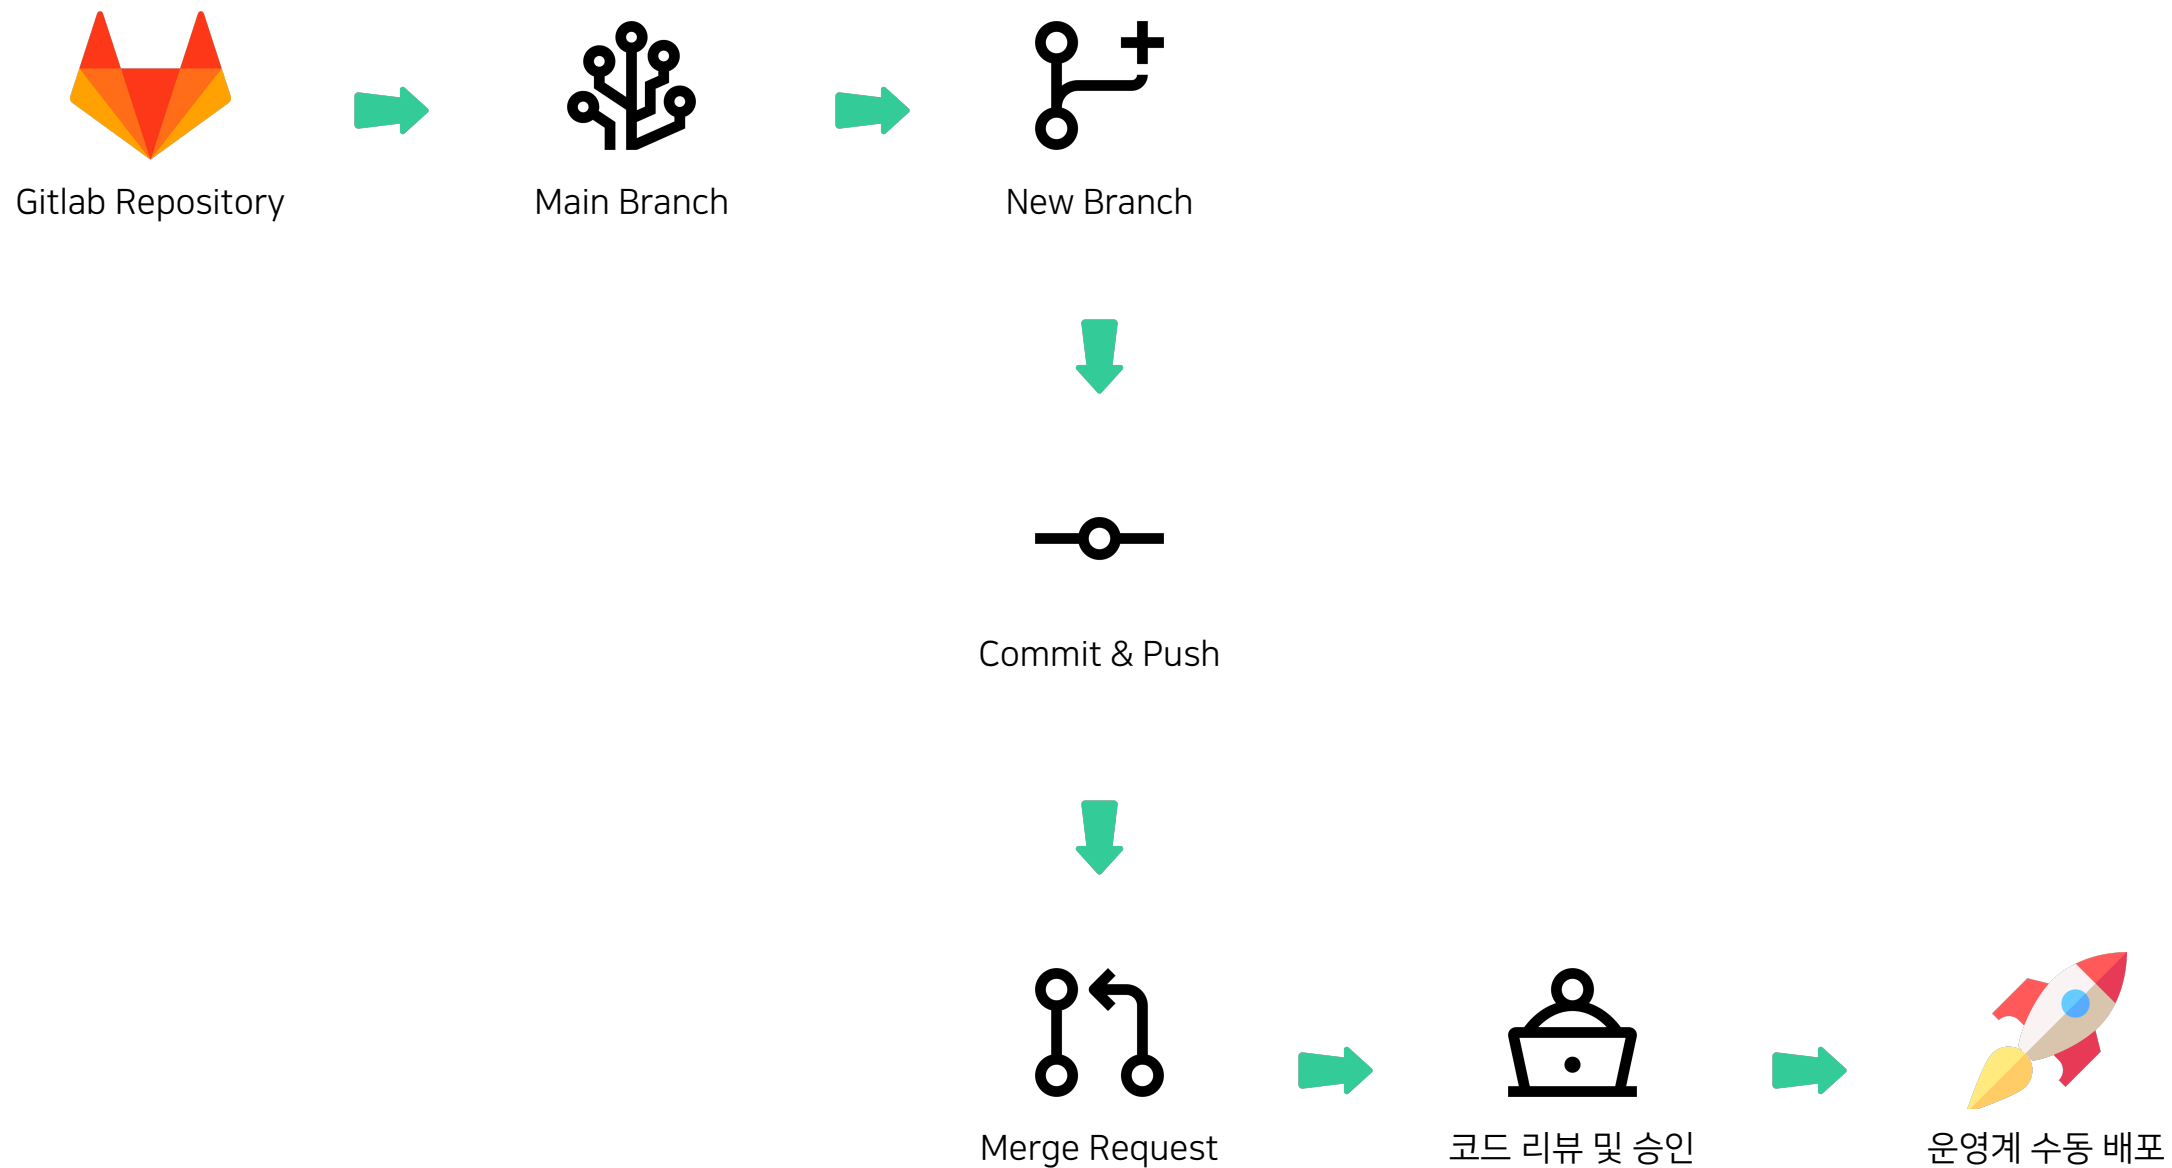 Gitlab Repository
Main Branch
New Branch
Commit & Push
Merge Request
코드 리뷰 및 승인
운영계 수동 배포